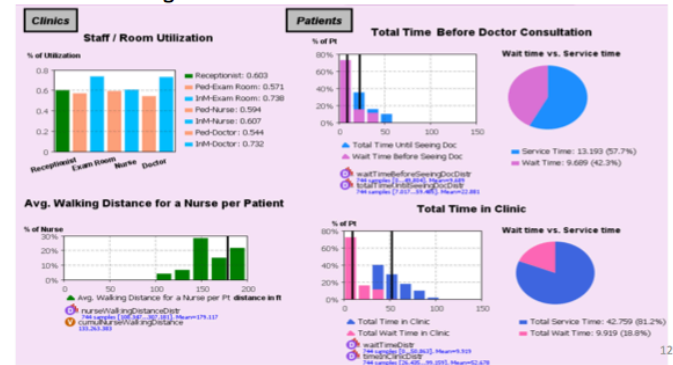 Clinics
Staff / Room Utilization
% of Utilization
0.8
0.6
0.4
0.2
0
Receptionist
Exam Room
Nurse
Doctor
Receptionist: 0.603
Ped-Exam Room: 0.571
InM-Exam Room: 0.738
Ped-Nurse: 0.594
InM-Nurse: 0.607
Ped-Doctor: 0.544
InM-Doctor: 0.732
Avg. Walking Distance for a Nurse per Patient
% of Nurse
30%
20%
10%
0%
0 50 100 150 200
Avg. Walking Distance for a Nurse per Pt distance in ft
nurseWalkingDistanceDistr
cumulNurseWalkingDistance
Patients
Total Time Before Doctor Consultation
% of Pt
80%
60%
40%
20%
0 50 100 150
Total Time Until Seeing Doc
Wait Time Before Seeing Doc
waitTimeBeforeSeeingDocDistr
totalTimeUntilSeeingDocDistr
Wait time vs. Service time
Service Time: 13.193 (57.7%)
Wait Time: 9.689 (42.3%)
Total Time in Clinic
% of Pt
80%
60%
40%
20%
0%
0 50 100 150
Total Time in Clinic
Total Wait Time in Clinic
waitTimeDistr
timeInClinicDistr
Wait time vs. Service time
Total Service Time: 42.759 (81.2%)
Total Wait Time: 9.919 (18.8%)
12